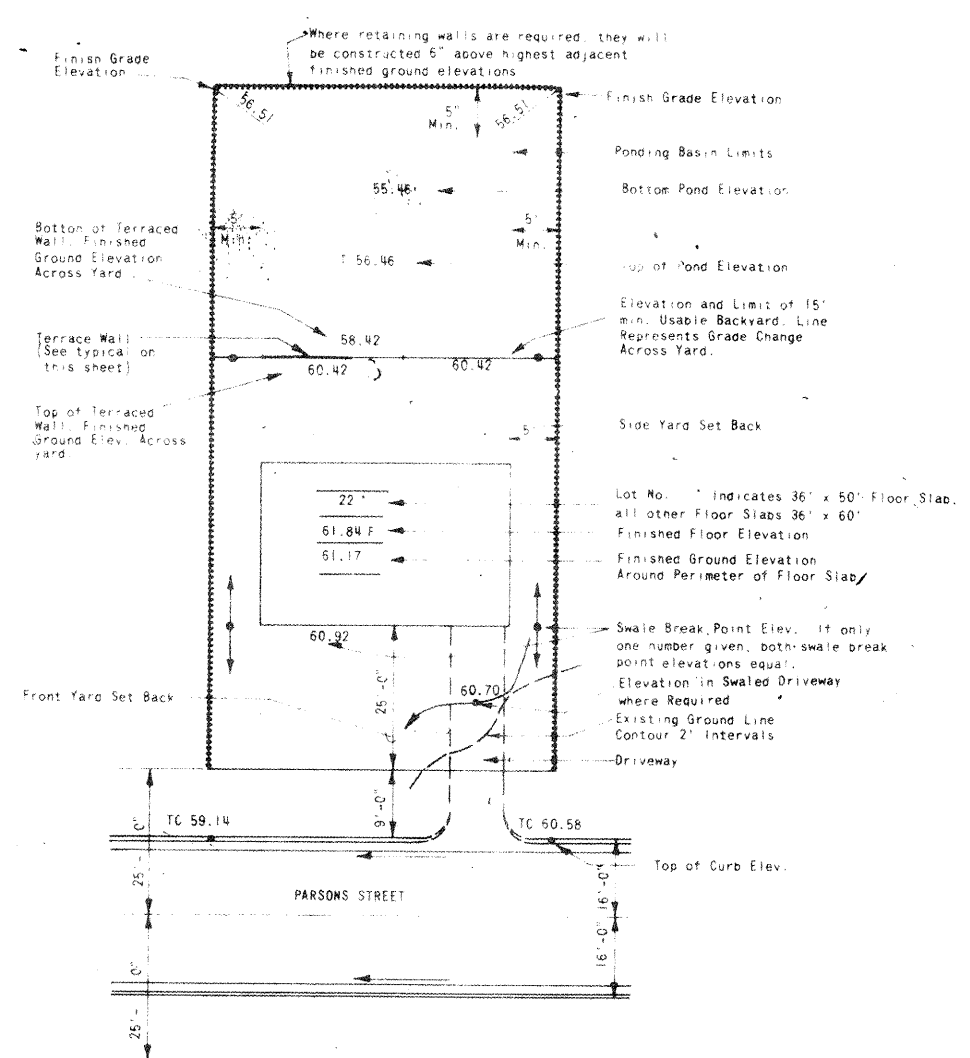 Where retaining walls are required, they will
be constructed 6" above highest adjacent
finished ground elevations
Finish Grade
Elevation
56.51
5"
Min.
56.51
Finish Grade Elevation
Ponding Basin Limits
55.46
Bottom Pond Elevation
Bottom of Terraced
Wall, Finished
Ground Elevation
Across Yard
5'
Min.
5'
Min.
T 56.46
Top of Pond Elevation
Elevation and Limit of 15'
min. Usable Backyard. Line
Represents Grade Change
Across Yard.
Terrace Wall
(See typical on
this sheet)
58.42
60.42
60.42
Top of Terraced
Wall, Finished
Ground Elev. Across
yard.
5'
Side Yard Set Back
22 *
Lot No. * indicates 36' x 50' Floor Slab,
all other Floor Slabs 36' x 60'
61.84 F
Finished Floor Elevation
61.17
Finished Ground Elevation
Around Perimeter of Floor Slab
60.92
Swale Break Point Elev. If only
one number given, both swale break
point elevations equal.
Front Yard Set Back
25'-0"
60.70
Elevation in Swaled Driveway
where Required
Existing Ground Line
Contour 2' Intervals
Driveway
9'-0"
TC 59.14
TC 60.58
Top of Curb Elev.
25'-0"
PARSONS STREET
16'-0"
16'-0"
25'-0"